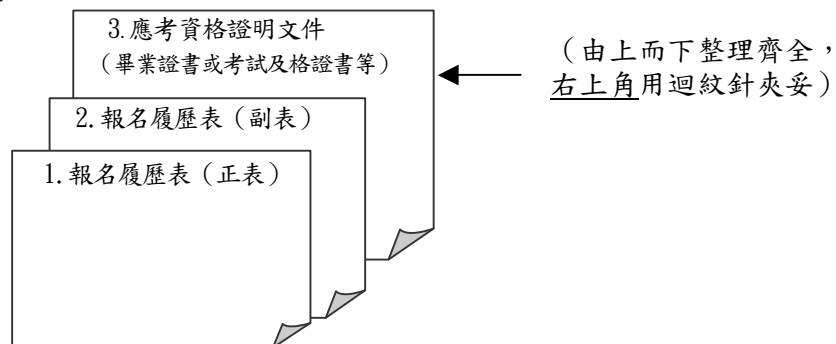 3.應考資格證明文件
（畢業證書或考試及格證書等）
（由上而下整理齊全，
右上角用迴紋針夾妥）
2.報名履歷表（副表）
1.報名履歷表（正表）